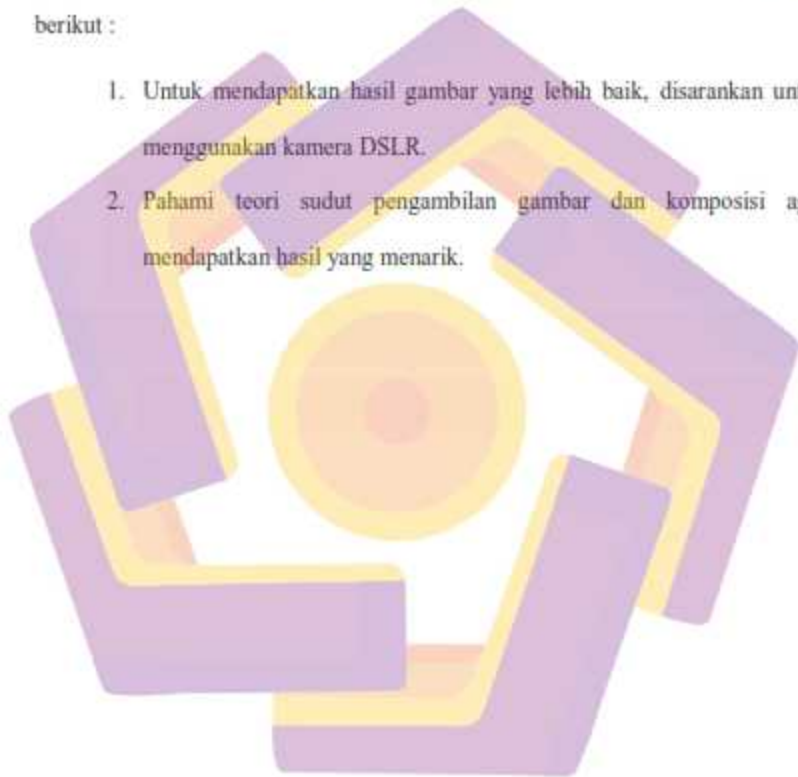 berikut :
1. Untuk mendapatkan hasil gambar yang lebih baik, disarankan
menggunakan kamera DSLR.
2. Pahami teori sudut pengambilan gambar dan komposisi
mendapatkan hasil yang menarik.